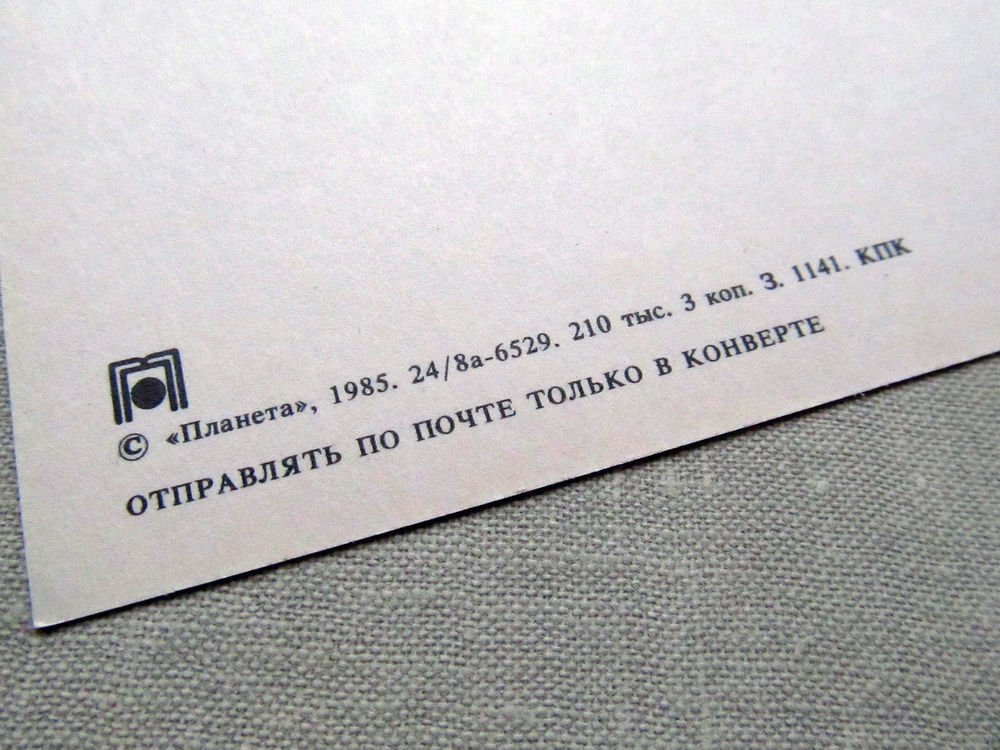 © «Планета», 1985. 24/8а-6529. 210 тыс. 3 коп. З. 1141. КПК
ОТПРАВЛЯТЬ ПО ПОЧТЕ ТОЛЬКО В КОНВЕРТЕ